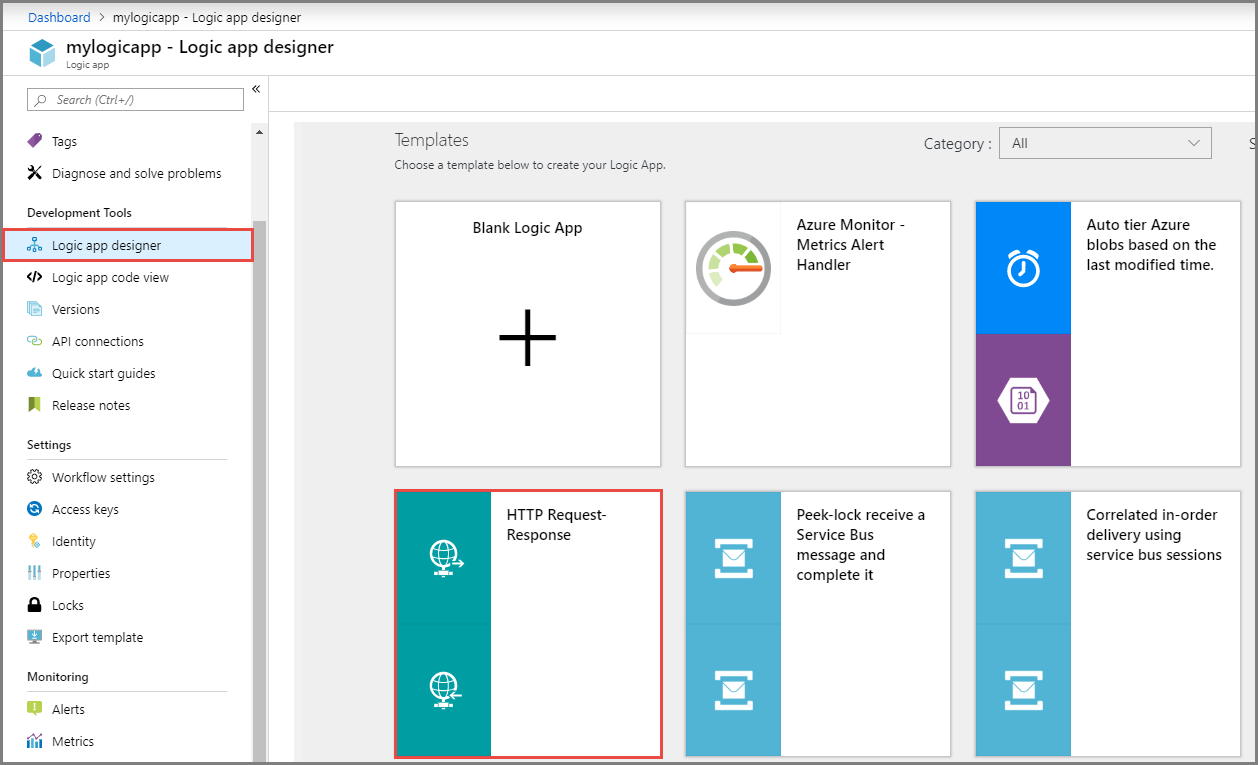 Dashboard > mylogicapp - Logic app designer
mylogicapp - Logic app designer
Logic app
Search (Ctrl+/)
«
Tags
Diagnose and solve problems
Development Tools
Logic app designer
Logic app code view
Versions
API connections
Quick start guides
Release notes
Settings
Workflow settings
Access keys
Identity
Properties
Locks
Export template
Monitoring
Alerts
Metrics
Templates
Choose a template below to create your Logic App.
Category :
All
S
Blank Logic App
Azure Monitor -
Metrics Alert
Handler
Auto tier Azure
blobs based on the
last modified time.
10
01
HTTP Request-
Response
Peek-lock receive a
Service Bus
message and
complete it
Correlated in-order
delivery using
service bus sessions